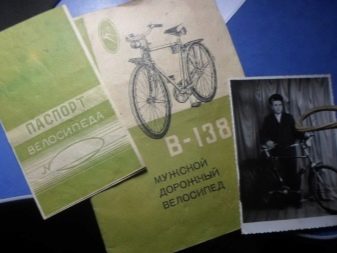 ПАСПОРТ
ВЕЛОСИПЕДА
В-138
МУЖСКОЙ
ДОРОЖНЫЙ
ВЕЛОСИПЕД